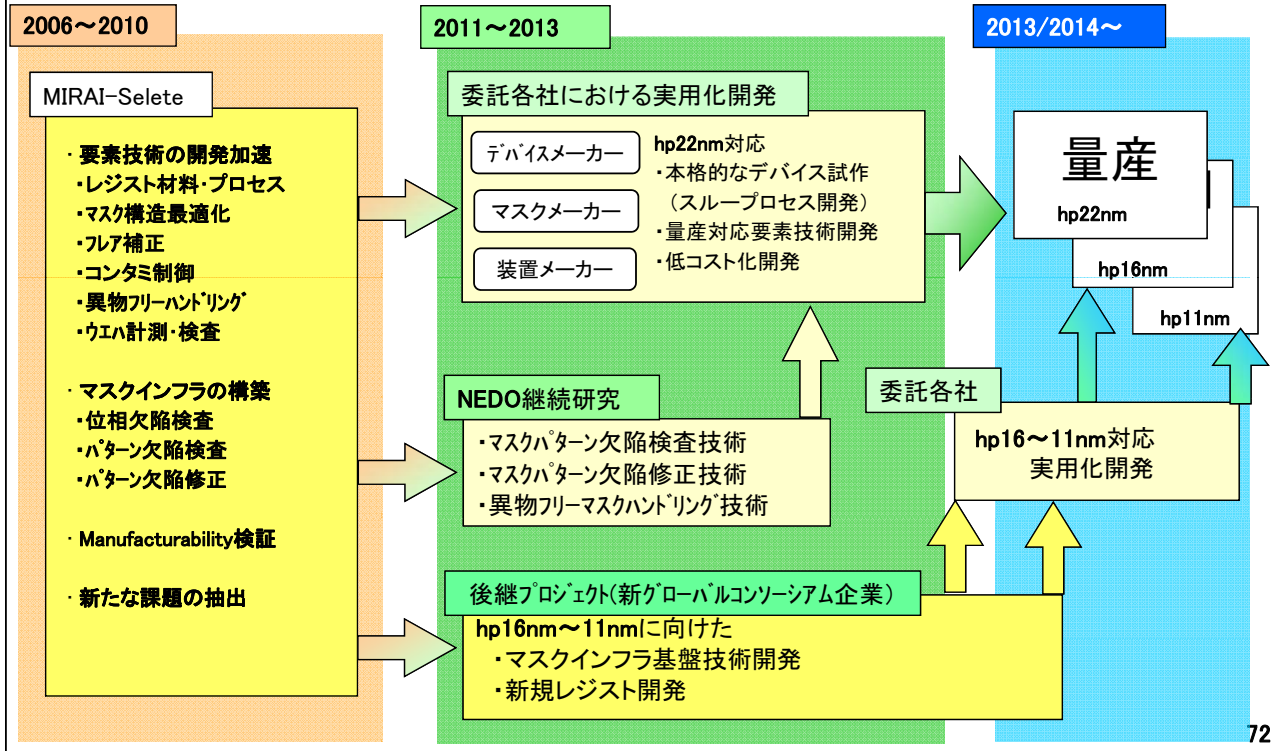 2006～2010
MIRAI-Selete
・要素技術の開発加速
・レジスト材料・プロセス
・マスク構造最適化
・フレア補正
・コンタミ制御
・異物フリーハンドリング
・ウエハ計測・検査
・マスクインフラの構築
・位相欠陥検査
・パターン欠陥検査
・パターン欠陥修正
・Manufacturability検証
・新たな課題の抽出
2011～2013
委託各社における実用化開発
デバイスメーカー
マスクメーカー
装置メーカー
hp22nm対応
・本格的なデバイス試作
（スループロセス開発）
・量産対応要素技術開発
・低コスト化開発
NEDO継続研究
・マスクパターン欠陥検査技術
・マスクパターン欠陥修正技術
・異物フリーマスクハンドリング技術
後継プロジェクト(新グローバルコンソーシアム企業)
hp16nm～11nmに向けた
・マスクインフラ基盤技術開発
・新規レジスト開発
2013/2014～
量産
hp22nm
hp16nm
hp11nm
委託各社
hp16～11nm対応
実用化開発
72